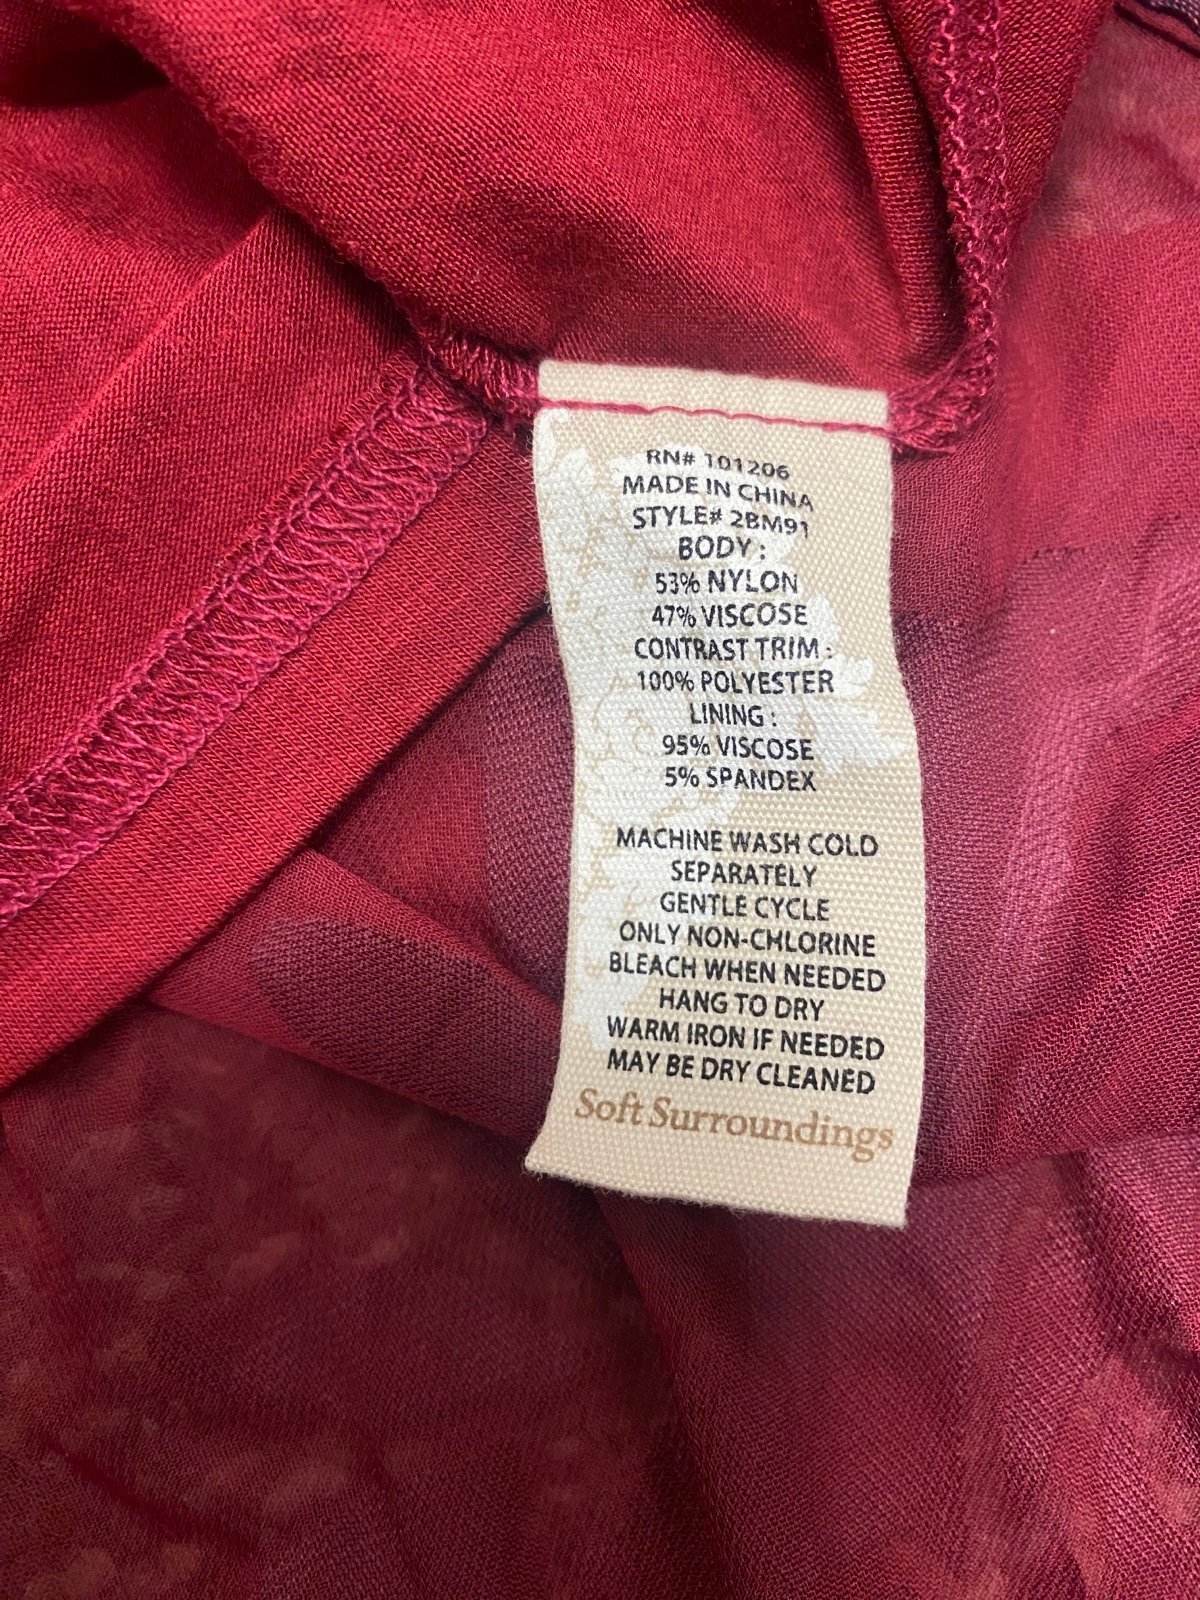 RN# 101206
MADE IN CHINA
STYLE# 2BM91
BODY :
53% NYLON
47% VISCOSE
CONTRAST TRIM :
100% POLYESTER
LINING :
95% VISCOSE
5% SPANDEX
MACHINE WASH COLD
SEPARATELY
GENTLE CYCLE
ONLY NON-CHLORINE
BLEACH WHEN NEEDED
HANG TO DRY
WARM IRON IF NEEDED
MAY BE DRY CLEANED
Soft Surroundings